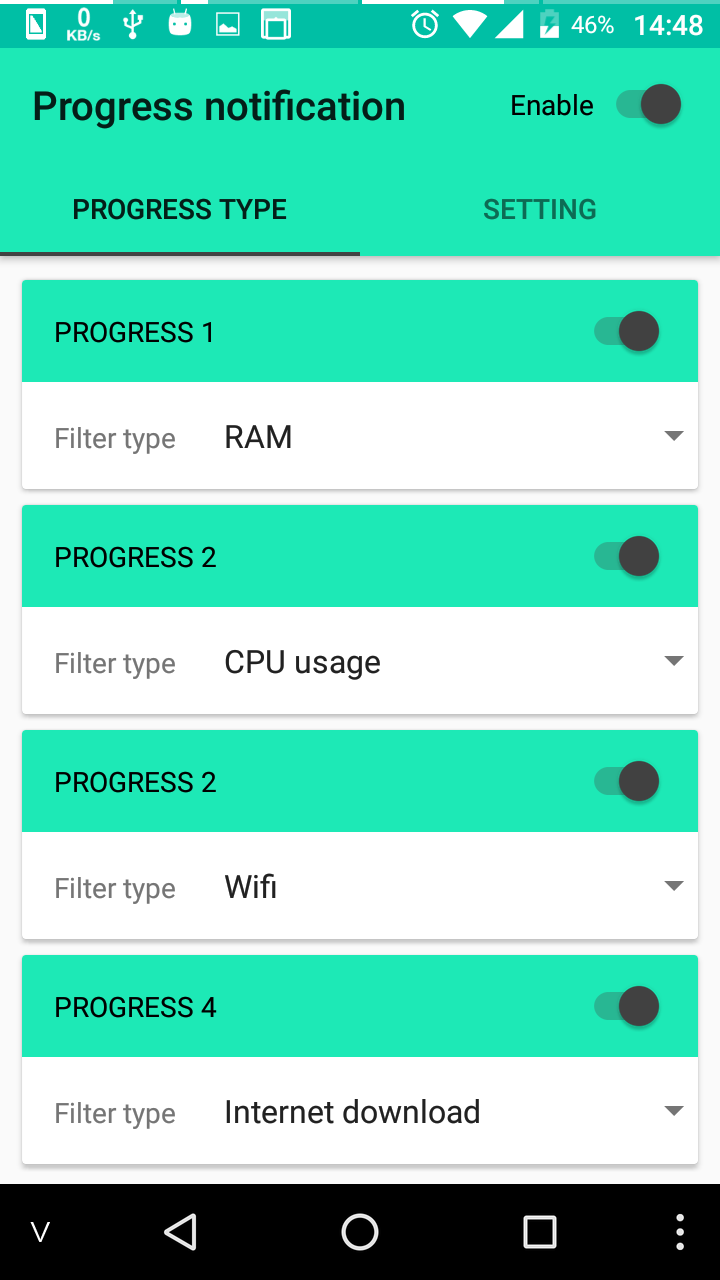 0
KB/s
46%
14:48
Progress notification
Enable
PROGRESS TYPE
SETTING
PROGRESS 1
Filter type
RAM
PROGRESS 2
Filter type
CPU usage
PROGRESS 2
Filter type
Wifi
PROGRESS 4
Filter type
Internet download